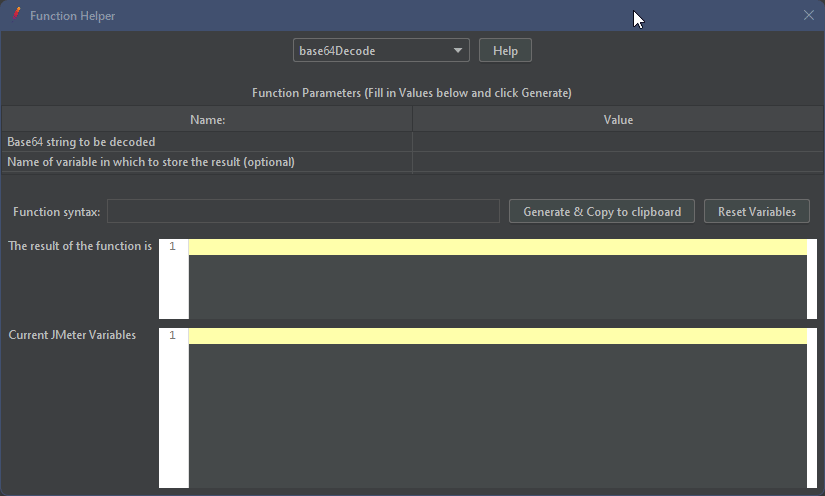 Function Helper
base64Decode Help
Function Parameters (Fill in Values below and click Generate)
Name: Value
Base64 string to be decoded
Name of variable in which to store the result (optional)
Function syntax: Generate & Copy to clipboard Reset Variables
The result of the function is 1
Current JMeter Variables 1